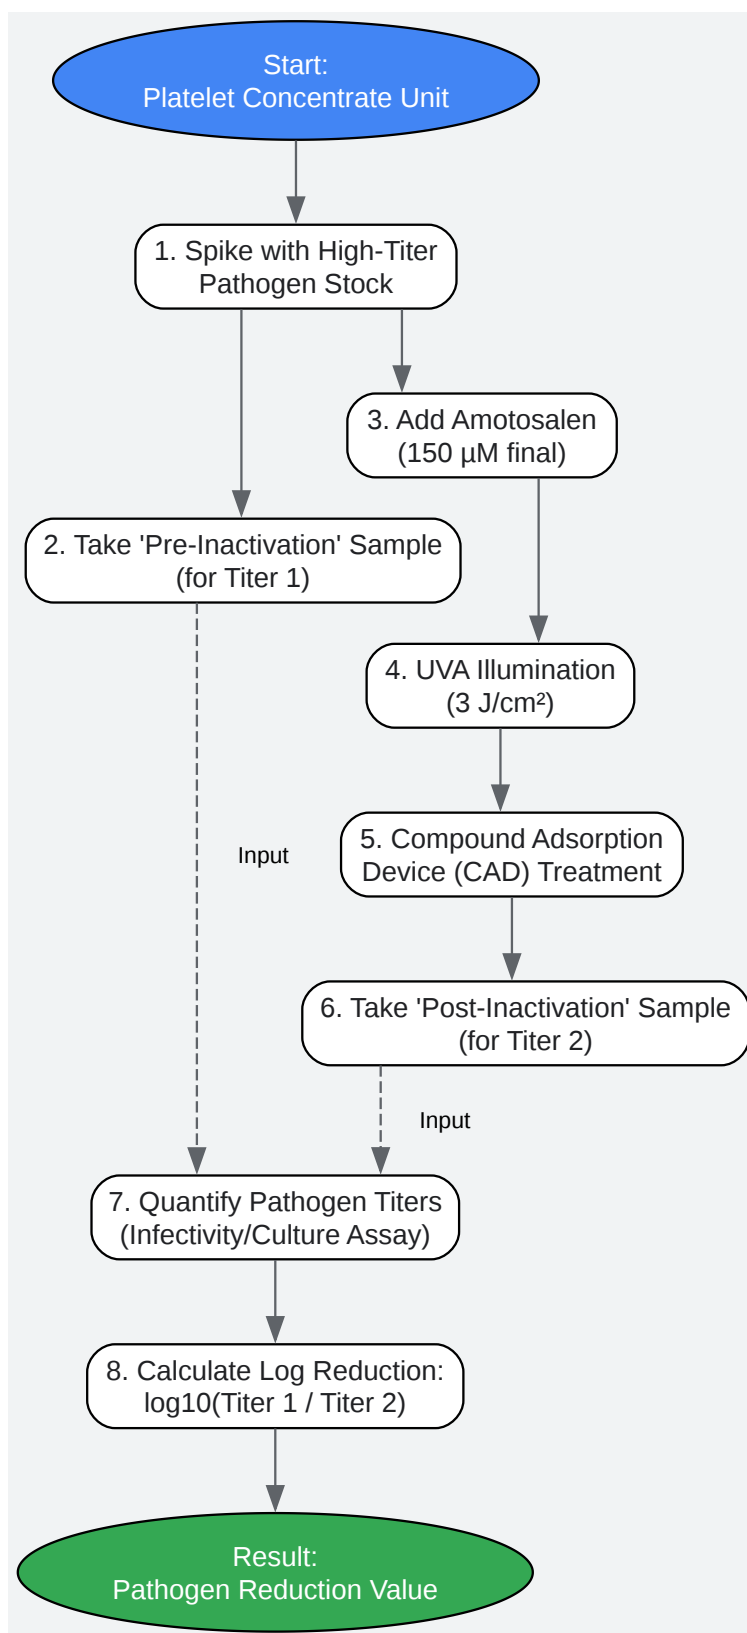 Start:
Platelet Concentrate Unit
1. Spike with High-Titer
Pathogen Stock
3. Add Amotosalen
(150 µM final)
2. Take 'Pre-Inactivation' Sample
(for Titer 1)
4. UVA Illumination
(3 J/cm²)
5. Compound Adsorption
Device (CAD) Treatment
Input
6. Take 'Post-Inactivation' Sample
(for Titer 2)
Input
7. Quantify Pathogen Titers
(Infectivity/Culture Assay)
8. Calculate Log Reduction:
log10(Titer 1 / Titer 2)
Result:
Pathogen Reduction Value